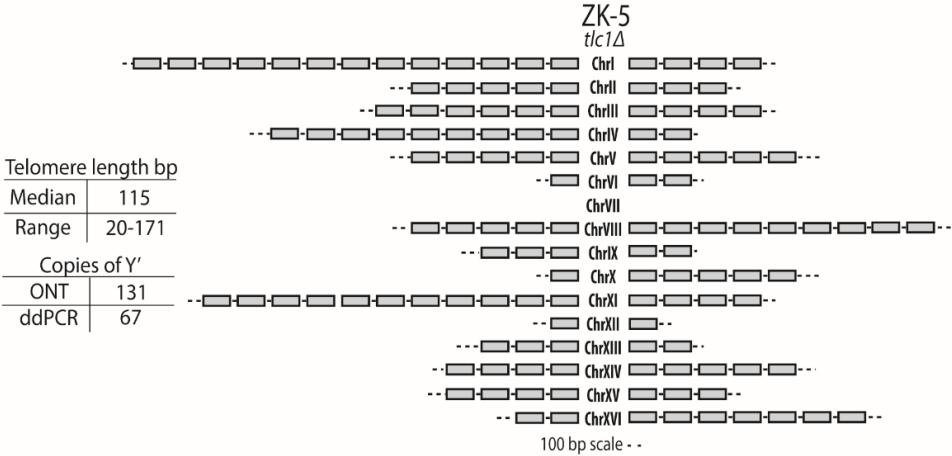 ZK-5
tlc1Δ
ChrI
ChrII
ChrIII
ChrIV
ChrV
ChrVI
ChrVII
ChrVIII
ChrIX
ChrX
ChrXI
ChrXII
ChrXIII
ChrXIV
ChrXV
ChrXVI
100 bp scale - -
Telomere length bp
Median 115
Range 20-171
Copies of Y'
ONT 131
ddPCR 67